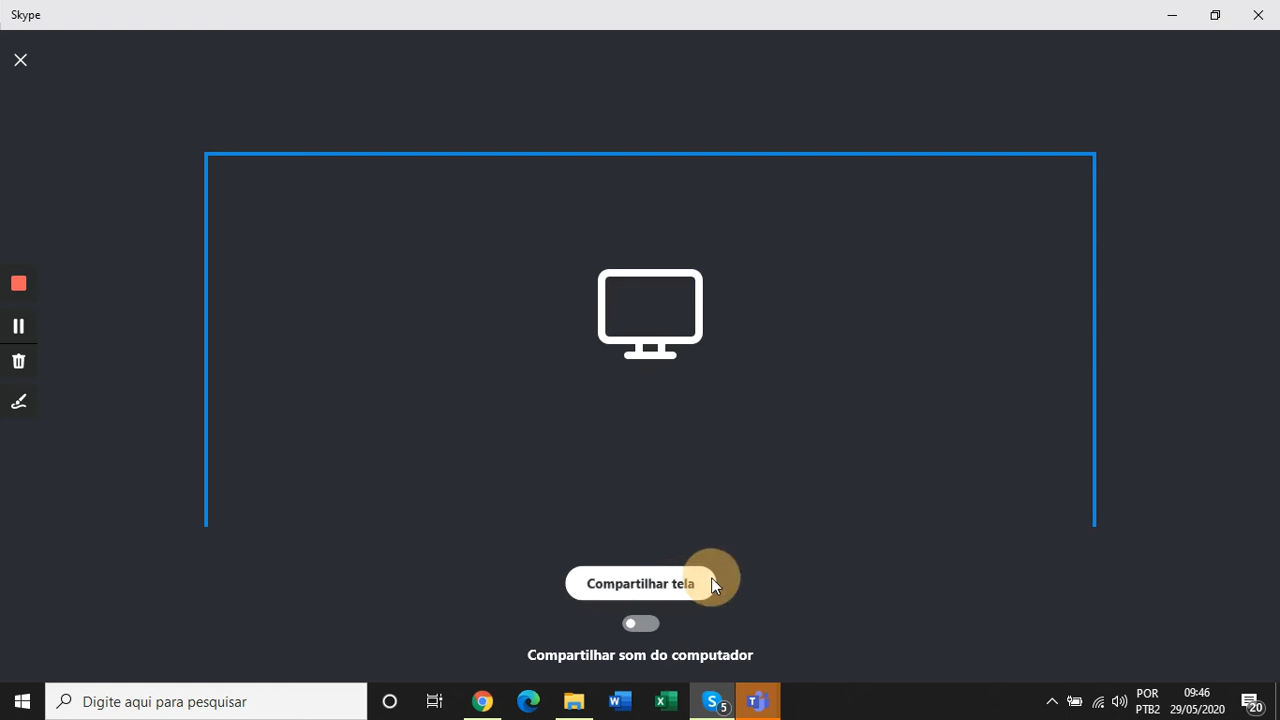 Skype
Compartilhar tela
Compartilhar som do computador
Digite aqui para pesquisar
5
POR
PTB2
09:46
29/05/2020
20